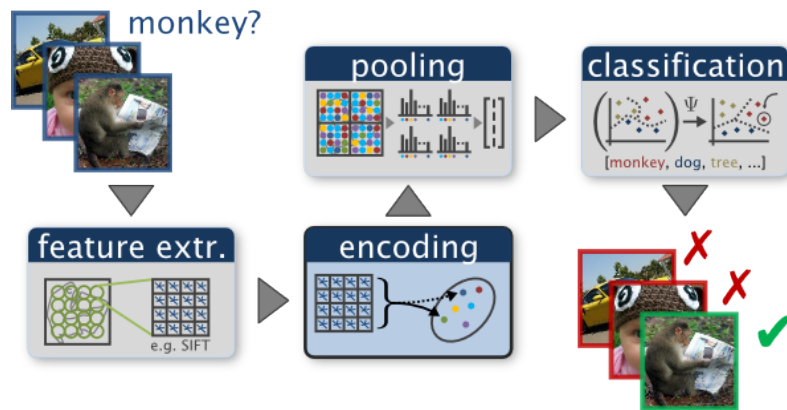 monkey?
pooling
classification
Ψ
[monkey, dog, tree, ...]
feature extr.
encoding
e.g. SIFT